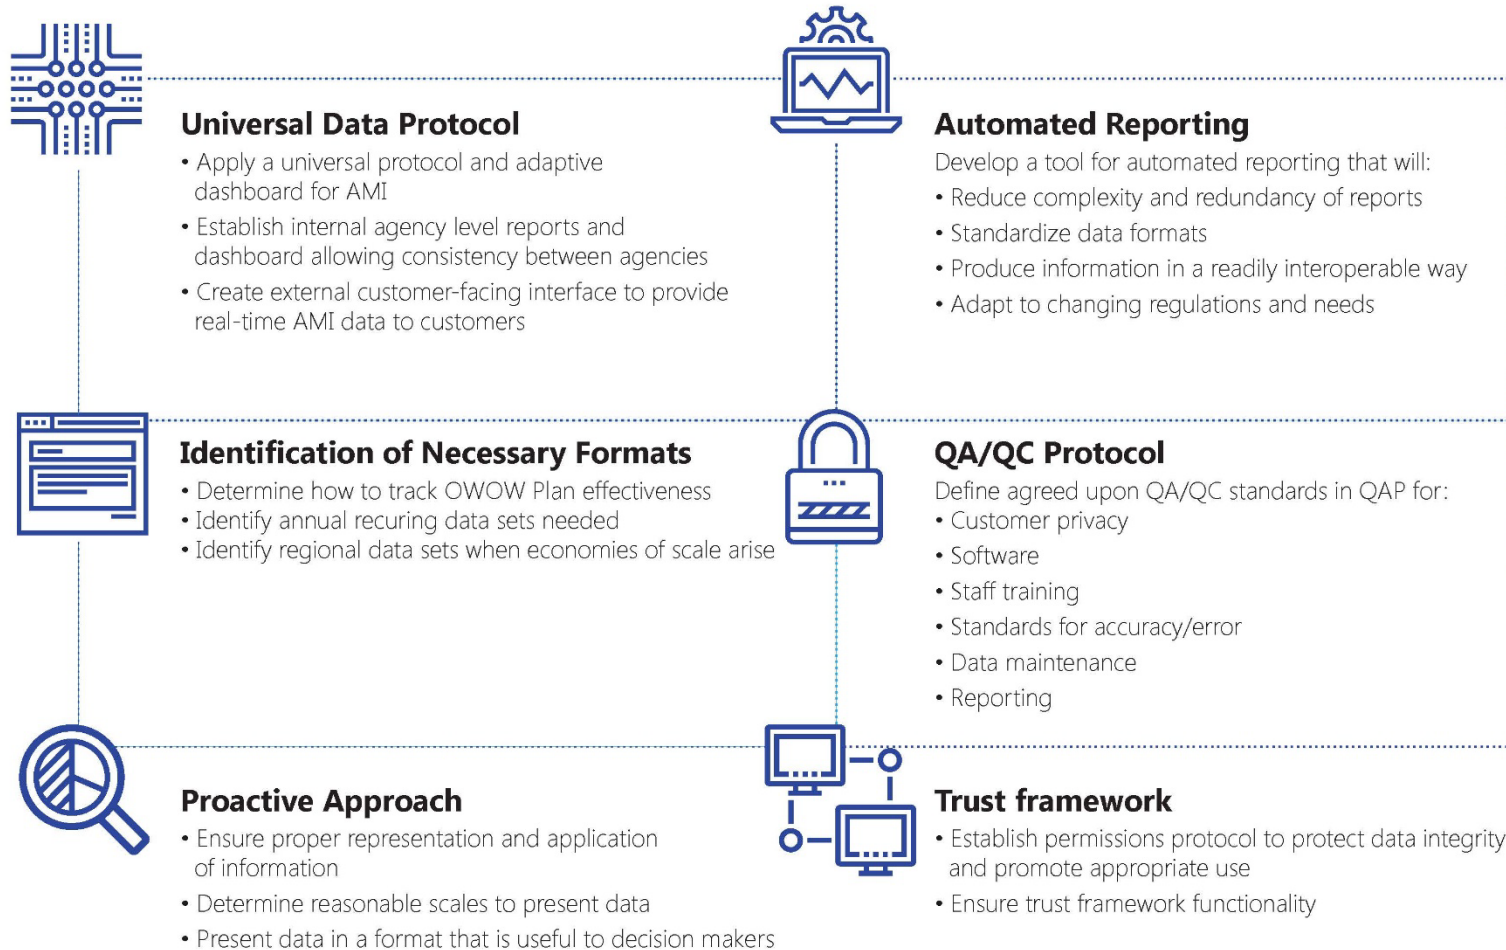 Universal Data Protocol
• Apply a universal protocol and adaptive
dashboard for AMI
• Establish internal agency level reports and
dashboard allowing consistency between agencies
• Create external customer-facing interface to provide
real-time AMI data to customers
Automated Reporting
Develop a tool for automated reporting that will:
• Reduce complexity and redundancy of reports
• Standardize data formats
• Produce information in a readily interoperable way
• Adapt to changing regulations and needs
Identification of Necessary Formats
• Determine how to track OWOW Plan effectiveness
• Identify annual recuring data sets needed
• Identify regional data sets when economies of scale arise
QA/QC Protocol
Define agreed upon QA/QC standards in QAP for:
• Customer privacy
• Software
• Staff training
• Standards for accuracy/error
• Data maintenance
• Reporting
Proactive Approach
• Ensure proper representation and application
of information
• Determine reasonable scales to present data
• Present data in a format that is useful to decision makers
Trust framework
• Establish permissions protocol to protect data integrity
and promote appropriate use
• Ensure trust framework functionality